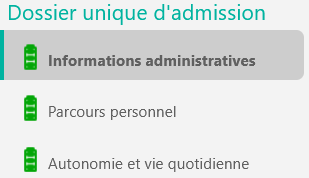 Dossier unique d'admission
Informations administratives
Parcours personnel
Autonomie et vie quotidienne